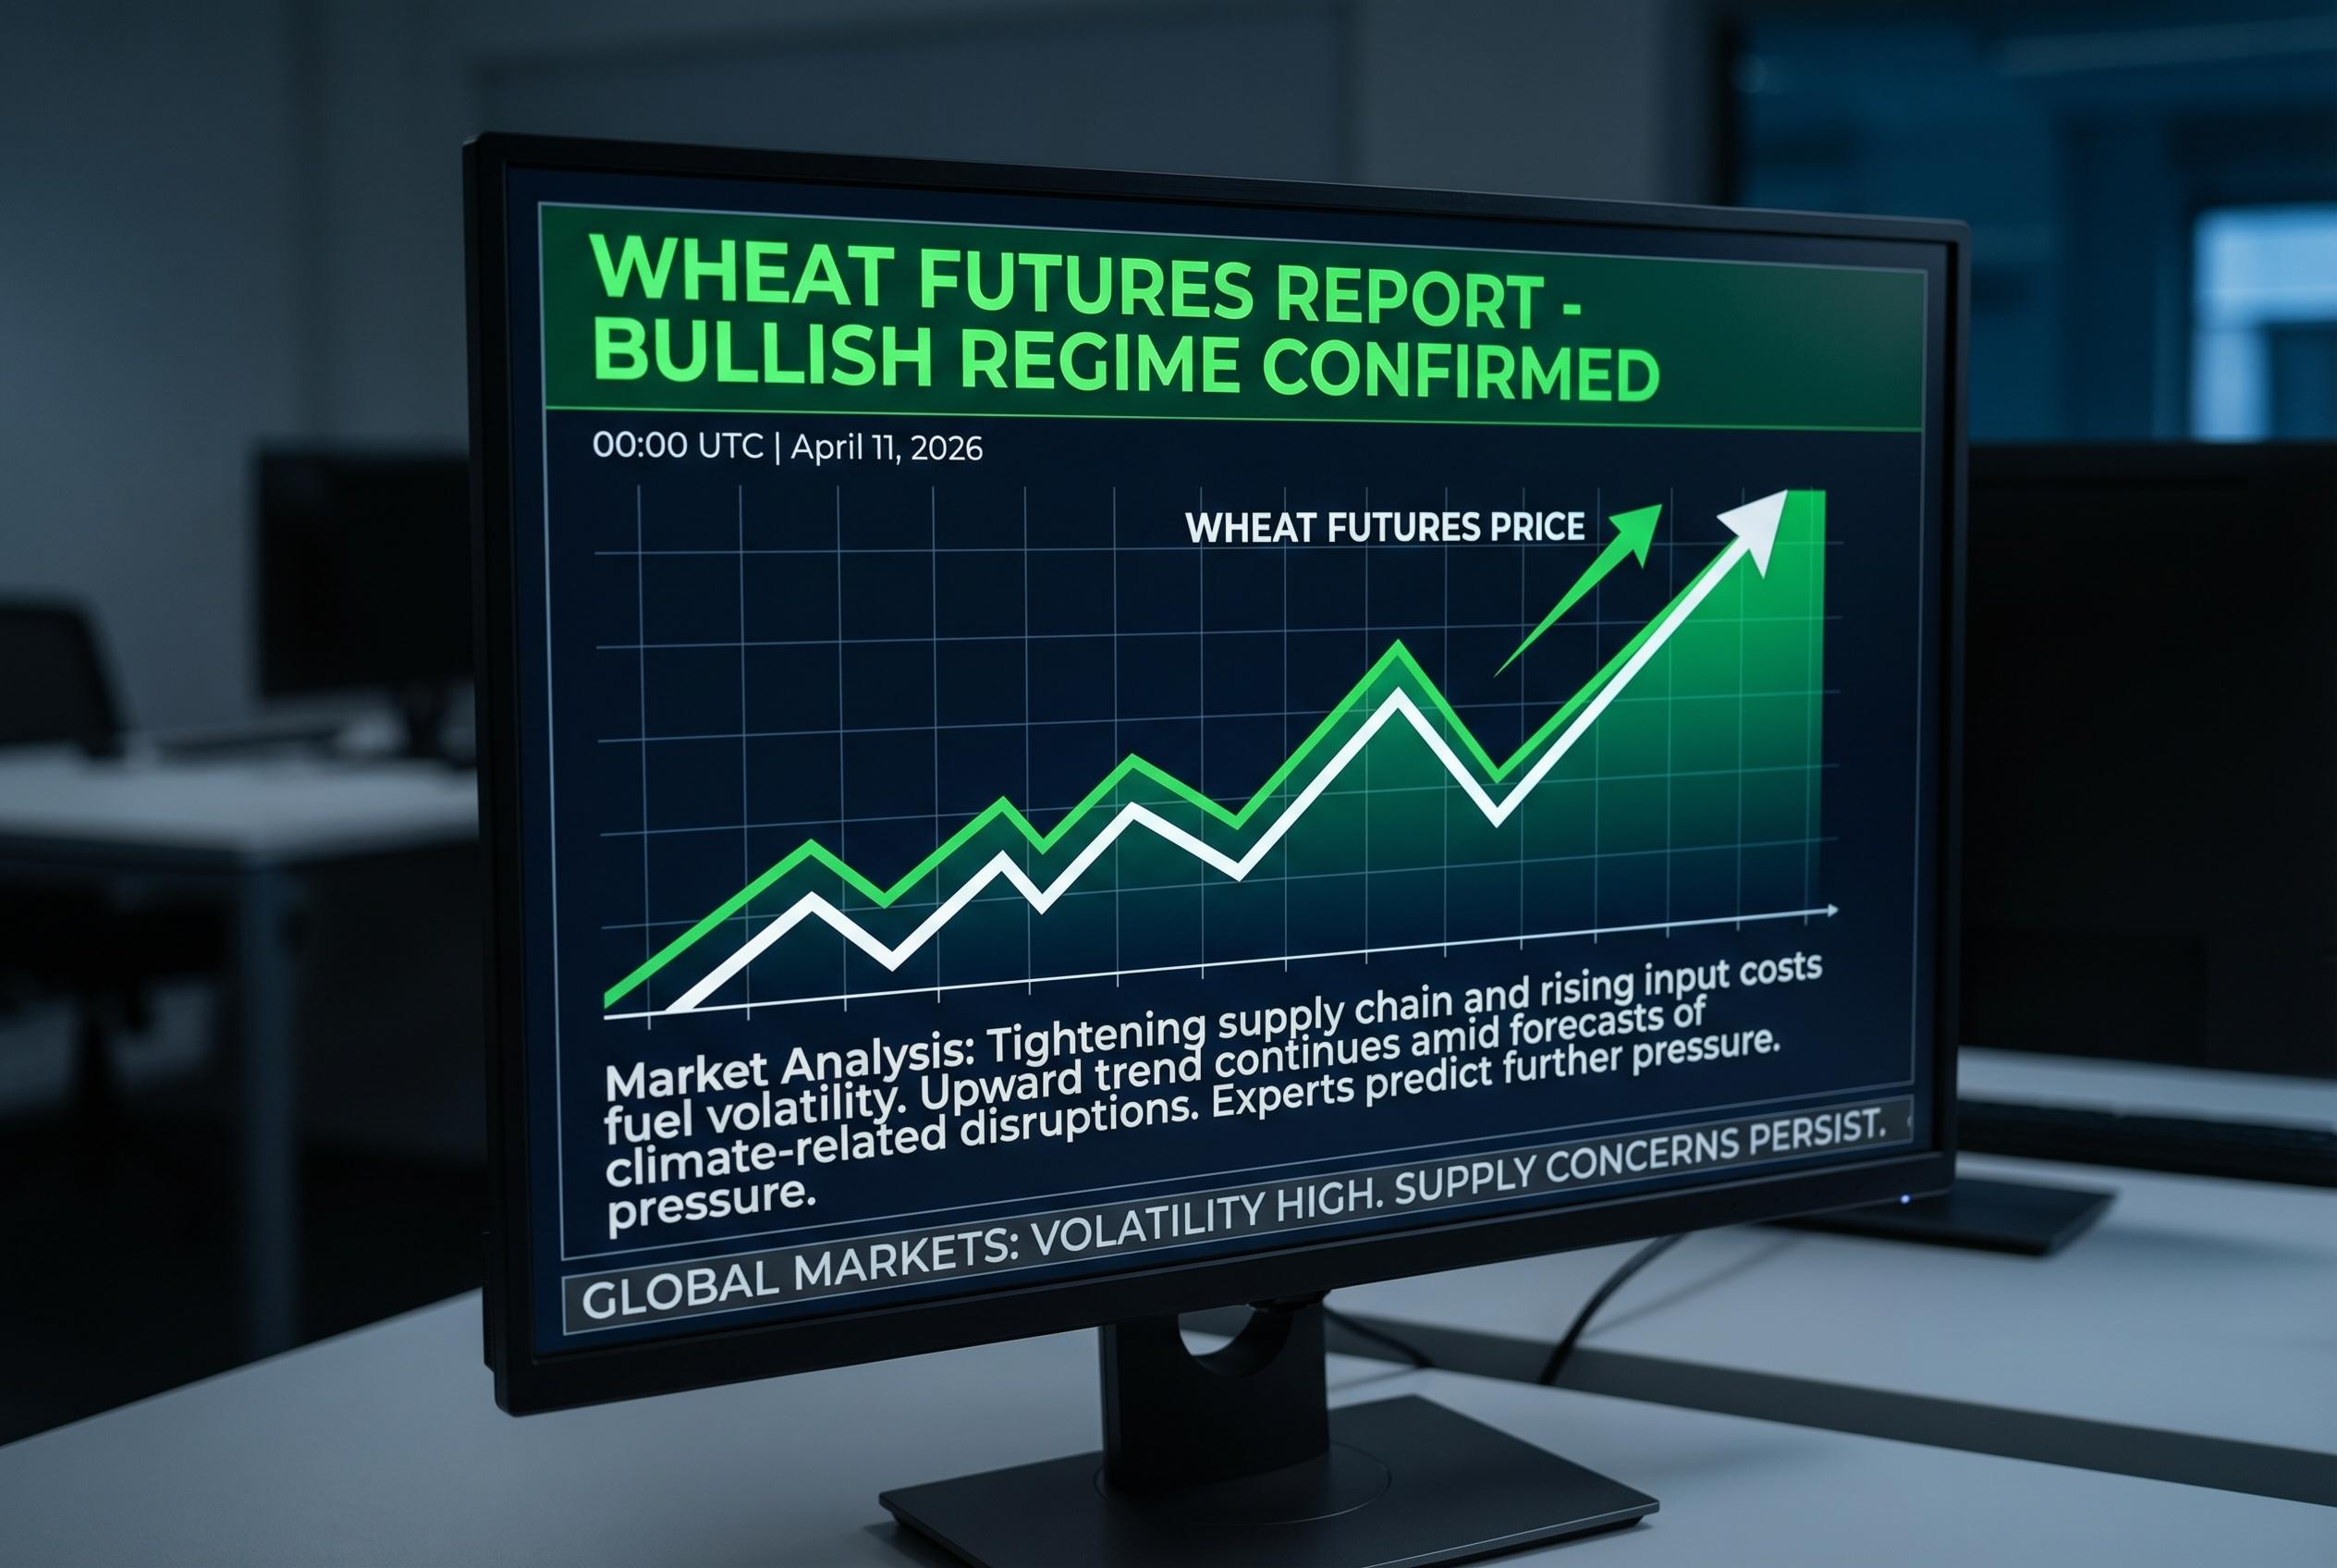 WHEAT FUTURES REPORT -
BULLISH REGIME CONFIRMED
00:00 UTC | April 11, 2026
WHEAT FUTURES PRICE
Market Analysis: Tightening supply chain and rising input costs
fuel volatility. Upward trend continues amid forecasts of
climate-related disruptions. Experts predict further pressure.
pressure.
GLOBAL MARKETS: VOLATILITY HIGH. SUPPLY CONCERNS PERSIST.